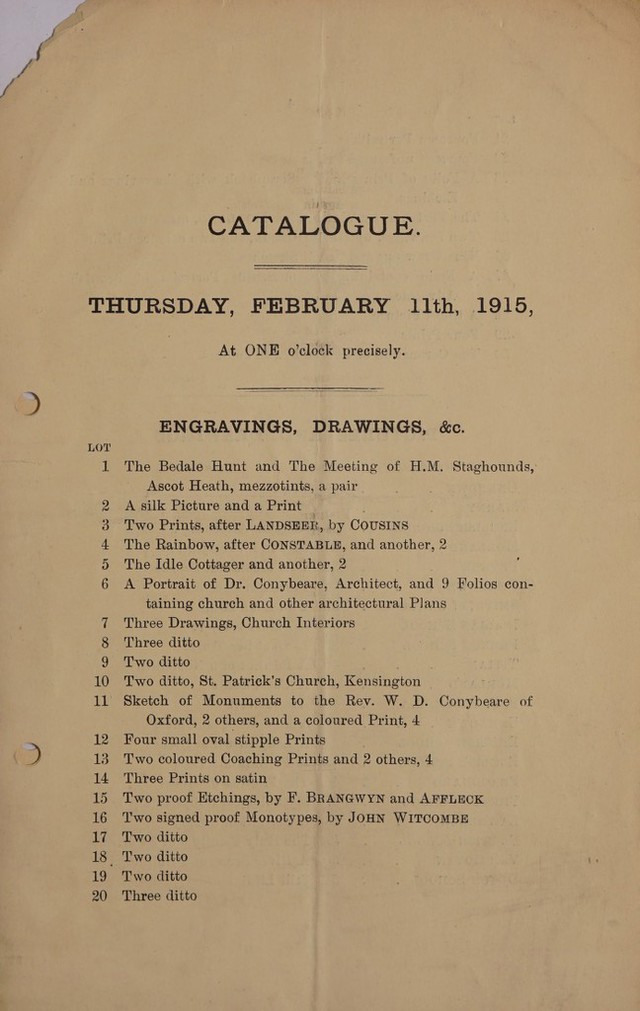 CATALOGUE.
THURSDAY, FEBRUARY 11th, 1915,
At ONE o'clock precisely.
ENGRAVINGS, DRAWINGS, &c.
LOT
1 The Bedale Hunt and The Meeting of H.M. Staghounds,
Ascot Heath, mezzotints, a pair
2 A silk Picture and a Print
3 Two Prints, after LANDSEER, by COUSINS
4 The Rainbow, after CONSTABLE, and another, 2
5 The Idle Cottager and another, 2
6 A Portrait of Dr. Conybeare, Architect, and 9 Folios con-
taining church and other architectural Plans
7 Three Drawings, Church Interiors
8 Three ditto
9 Two ditto
10 Two ditto, St. Patrick's Church, Kensington
11 Sketch of Monuments to the Rev. W. D. Conybeare of
Oxford, 2 others, and a coloured Print, 4
12 Four small oval stipple Prints
13 Two coloured Coaching Prints and 2 others, 4
14 Three Prints on satin
15 Two proof Etchings, by F. BRANGWYN and AFFLECK
16 Two signed proof Monotypes, by JOHN WITCOMBE
17 Two ditto
18 Two ditto
19 Two ditto
20 Three ditto